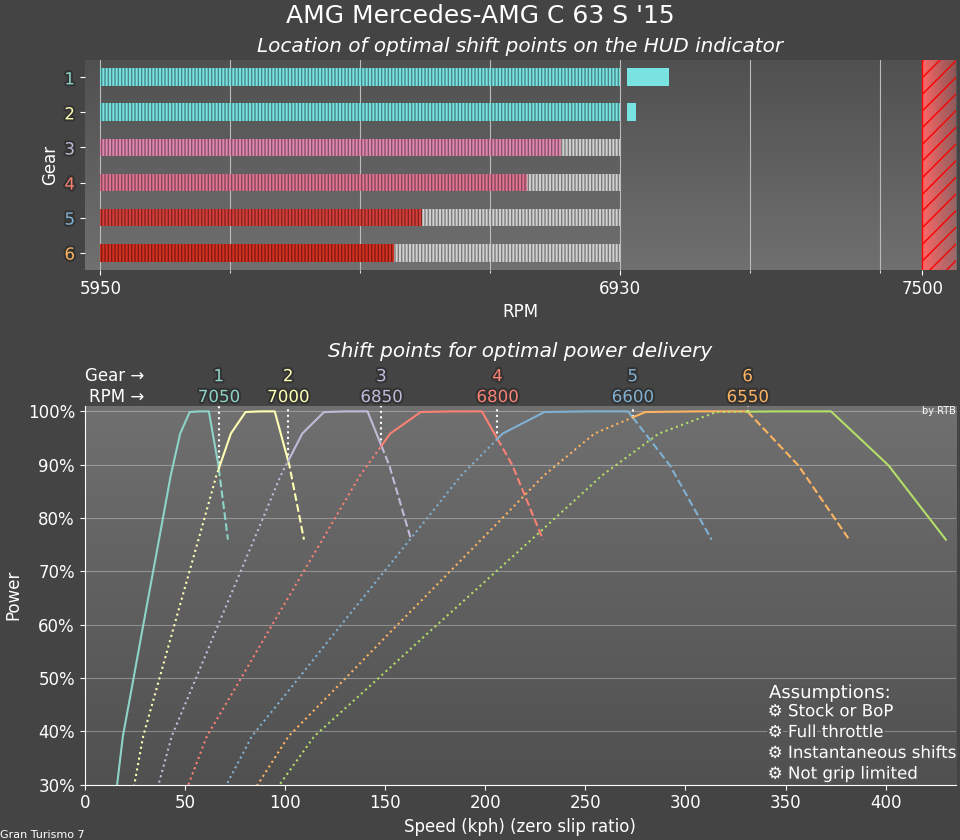 AMG Mercedes-AMG C 63 S '15
Location of optimal shift points on the HUD indicator
Gear
1
2
3
4
5
6
5950 6930 7500
RPM
Shift points for optimal power delivery
Gear → 1 2 3 4 5 6
RPM → 7050 7000 6850 6800 6600 6550
by RTB
Power
100%
90%
80%
70%
60%
50%
40%
30%
Assumptions:
⚙ Stock or BoP
⚙ Full throttle
⚙ Instantaneous shifts
⚙ Not grip limited
0 50 100 150 200 250 300 350 400
Speed (kph) (zero slip ratio)
Gran Turismo 7